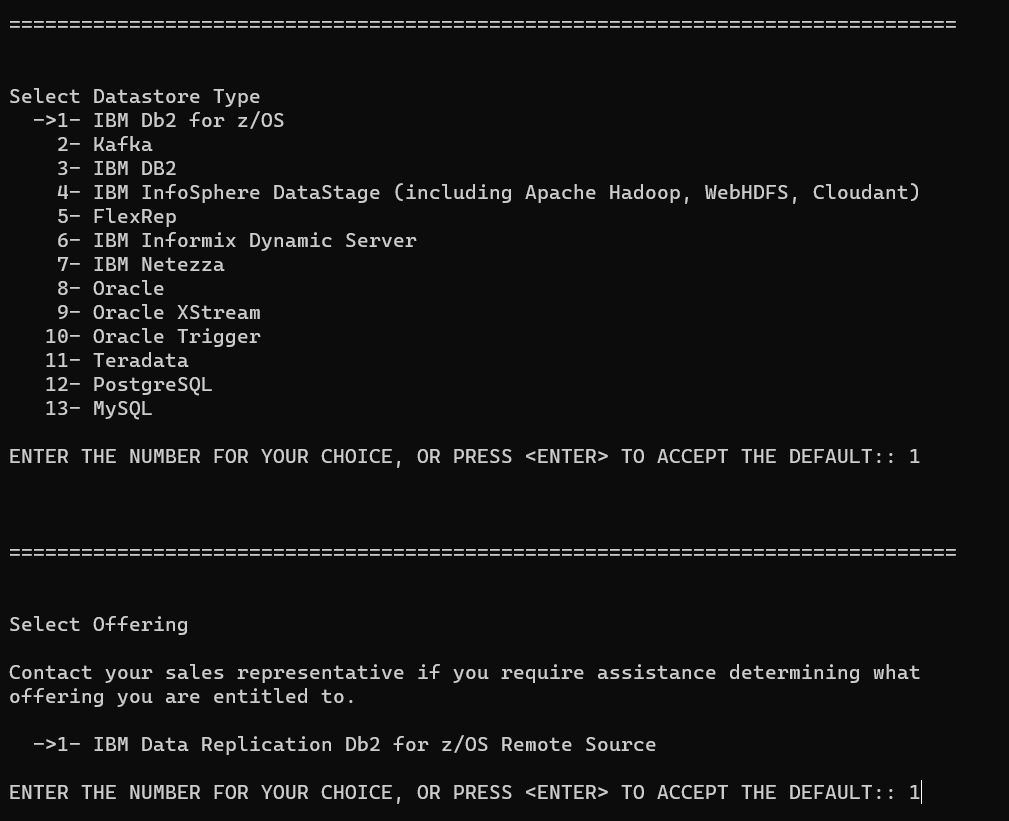 ===============================================================================
Select Datastore Type
->1- IBM Db2 for z/OS
2- Kafka
3- IBM DB2
4- IBM InfoSphere DataStage (including Apache Hadoop, WebHDFS, Cloudant)
5- FlexRep
6- IBM Informix Dynamic Server
7- IBM Netezza
8- Oracle
9- Oracle XStream
10- Oracle Trigger
11- Teradata
12- PostgreSQL
13- MySQL
ENTER THE NUMBER FOR YOUR CHOICE, OR PRESS <ENTER> TO ACCEPT THE DEFAULT:: 1
===============================================================================
Select Offering
Contact your sales representative if you require assistance determining what
offering you are entitled to.
->1- IBM Data Replication Db2 for z/OS Remote Source
ENTER THE NUMBER FOR YOUR CHOICE, OR PRESS <ENTER> TO ACCEPT THE DEFAULT:: 1